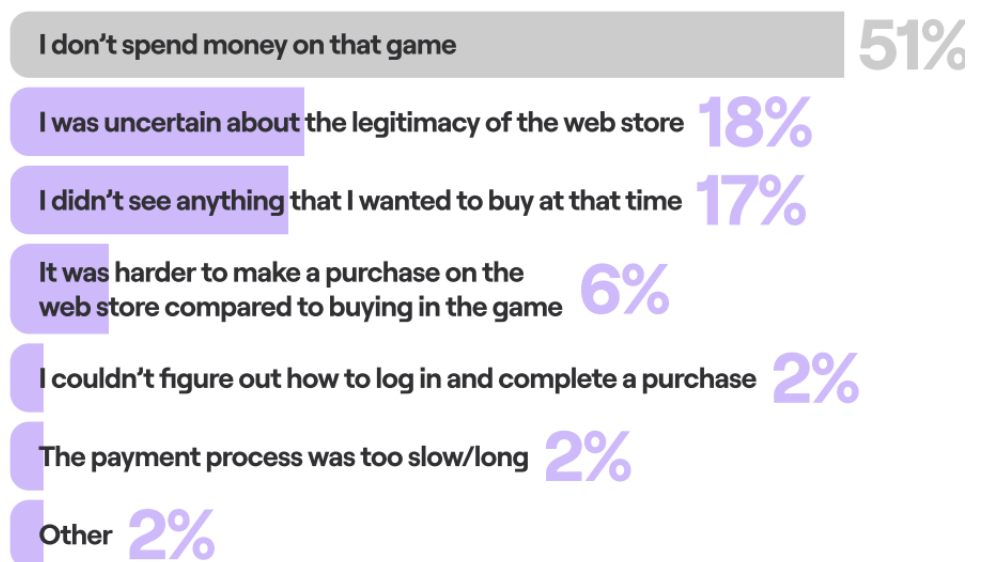 I don’t spend money on that game 51%
I was uncertain about the legitimacy of the web store 18%
I didn’t see anything that I wanted to buy at that time 17%
It was harder to make a purchase on the
web store compared to buying in the game 6%
I couldn’t figure out how to log in and complete a purchase 2%
The payment process was too slow/long 2%
Other 2%